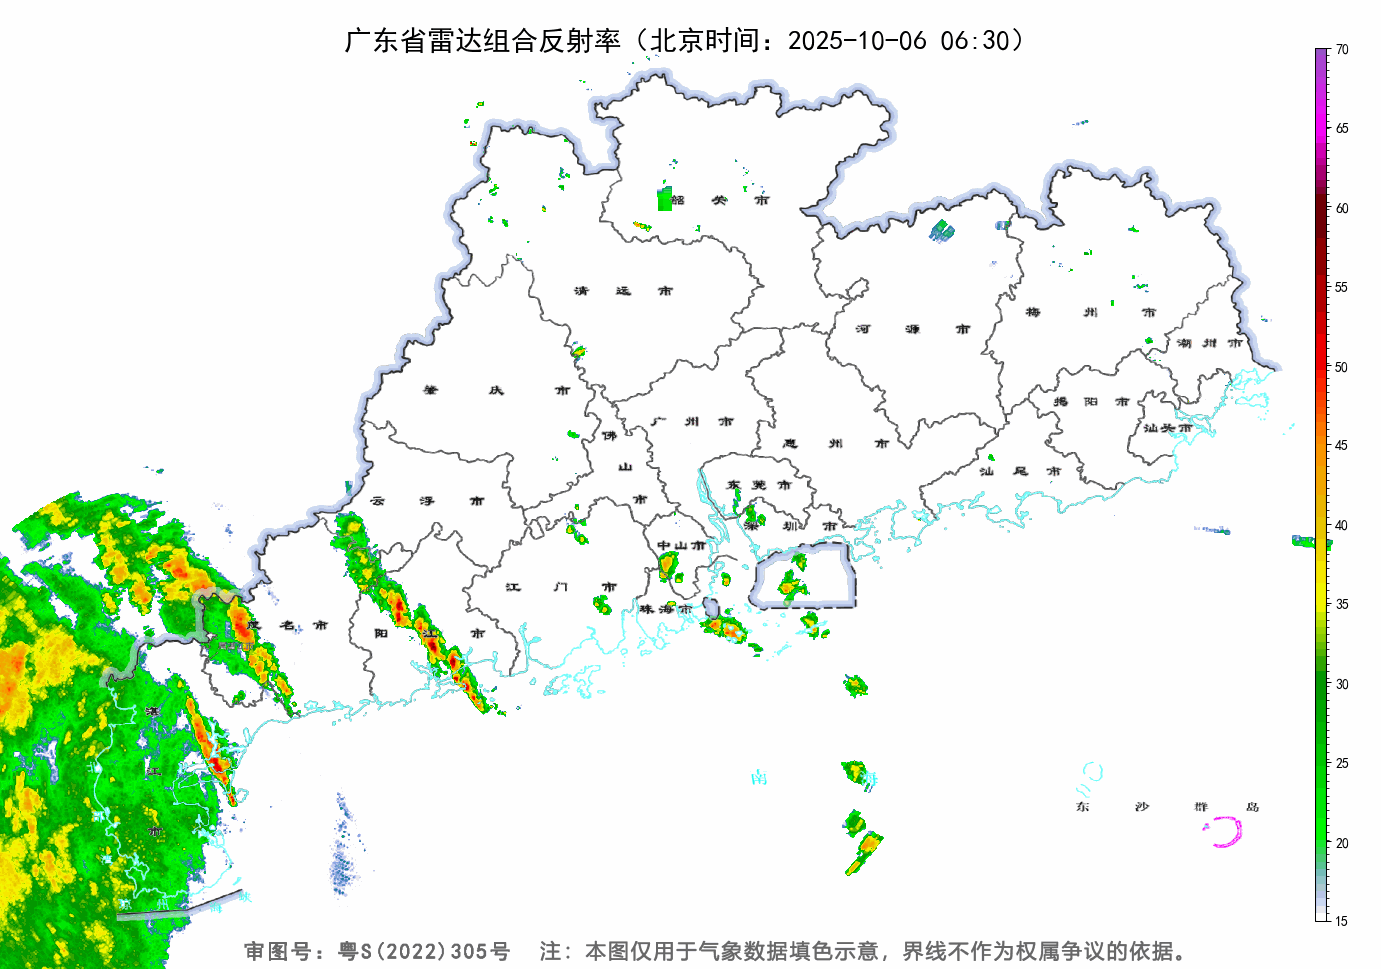 广东省雷达组合反射率（北京时间：2025-10-06 06:30）
70
65
60
55
50
45
40
35
30
25
20
15
韶关市
清远市
河源市
梅州市
潮州市
肇庆市
广州市
揭阳市
汕头市
佛山市
惠州市
汕尾市
云浮市
东莞市
深圳市
中山市
江门市
珠海市
茂名市
阳江市
湛江市
南海
东沙群岛
琼州海峡
审图号：粤S(2022)305号 注：本图仅用于气象数据填色示意，界线不作为权属争议的依据。